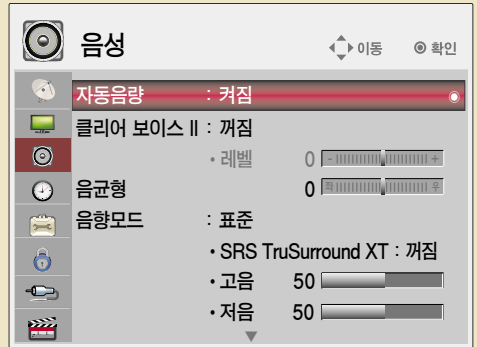 음성 이동 확인
자동음량 : 켜짐
클리어 보이스 II : 꺼짐
• 레벨 0 - +
음균형 0 좌 우
음향모드 : 표준
• SRS TruSurround XT : 꺼짐
• 고음 50
• 저음 50